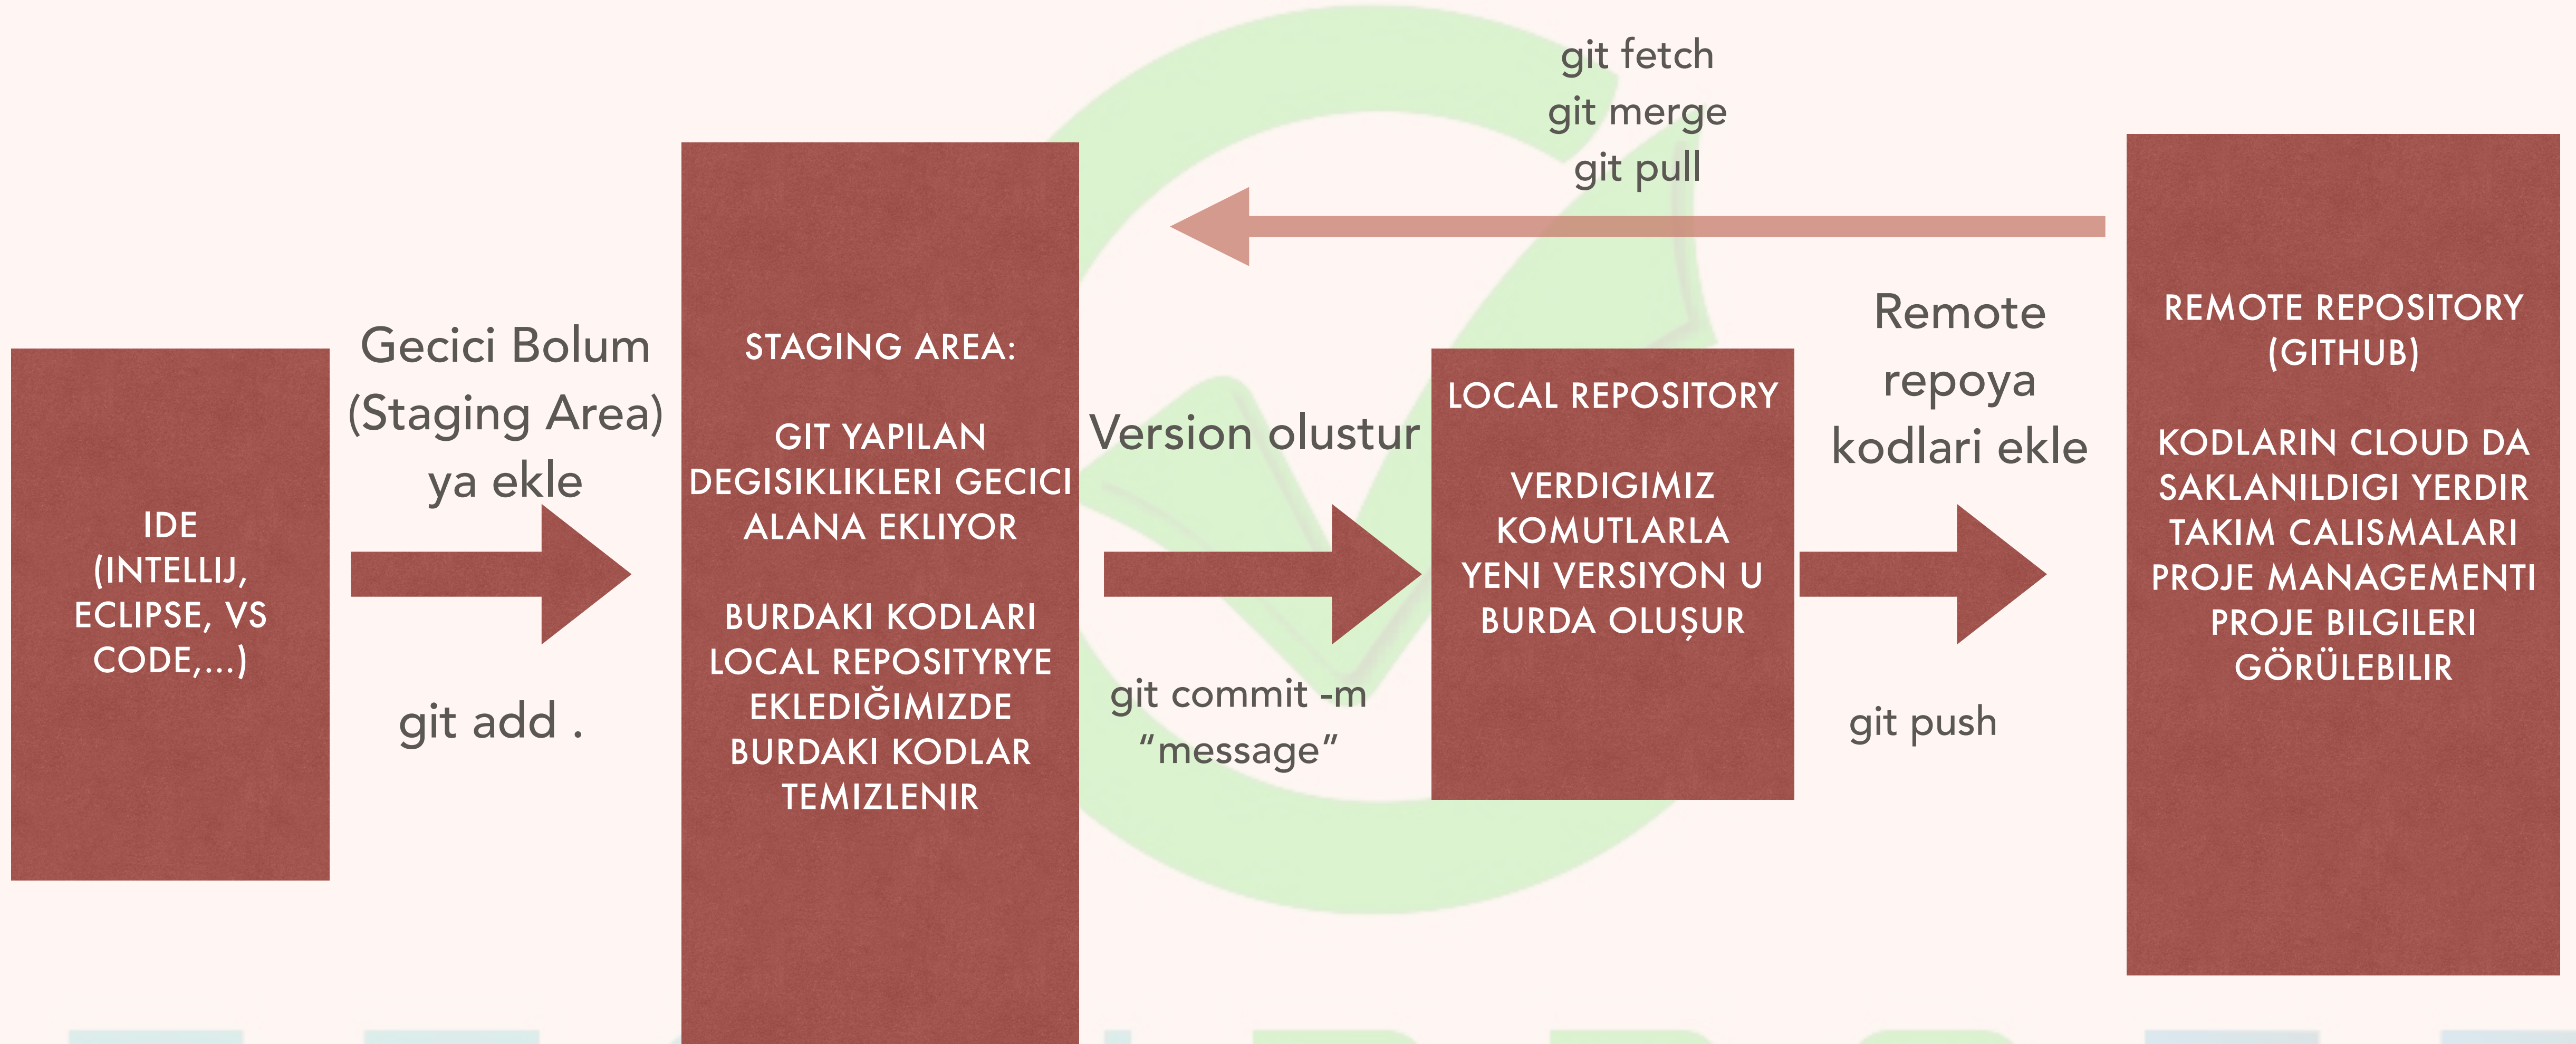 git fetch
git merge
git pull
IDE
(INTELLIJ,
ECLIPSE, VS
CODE,...)
Gecici Bolum
(Staging Area)
ya ekle
git add .
STAGING AREA:
GIT YAPILAN
DEGISIKLIKLERI GECICI
ALANA EKLIYOR
BURDAKI KODLARI
LOCAL REPOSITYRYE
EKLEDIĞIMIZDE
BURDAKI KODLAR
TEMIZLENIR
Version olustur
git commit -m
“message”
LOCAL REPOSITORY
VERDIGIMIZ
KOMUTLARLA
YENI VERSIYON U
BURDA OLUŞUR
Remote
repoya
kodlari ekle
git push
REMOTE REPOSITORY
(GITHUB)
KODLARIN CLOUD DA
SAKLANILDIGI YERDIR
TAKIM CALISMALARI
PROJE MANAGEMENTI
PROJE BILGILERI
GÖRÜLEBILIR